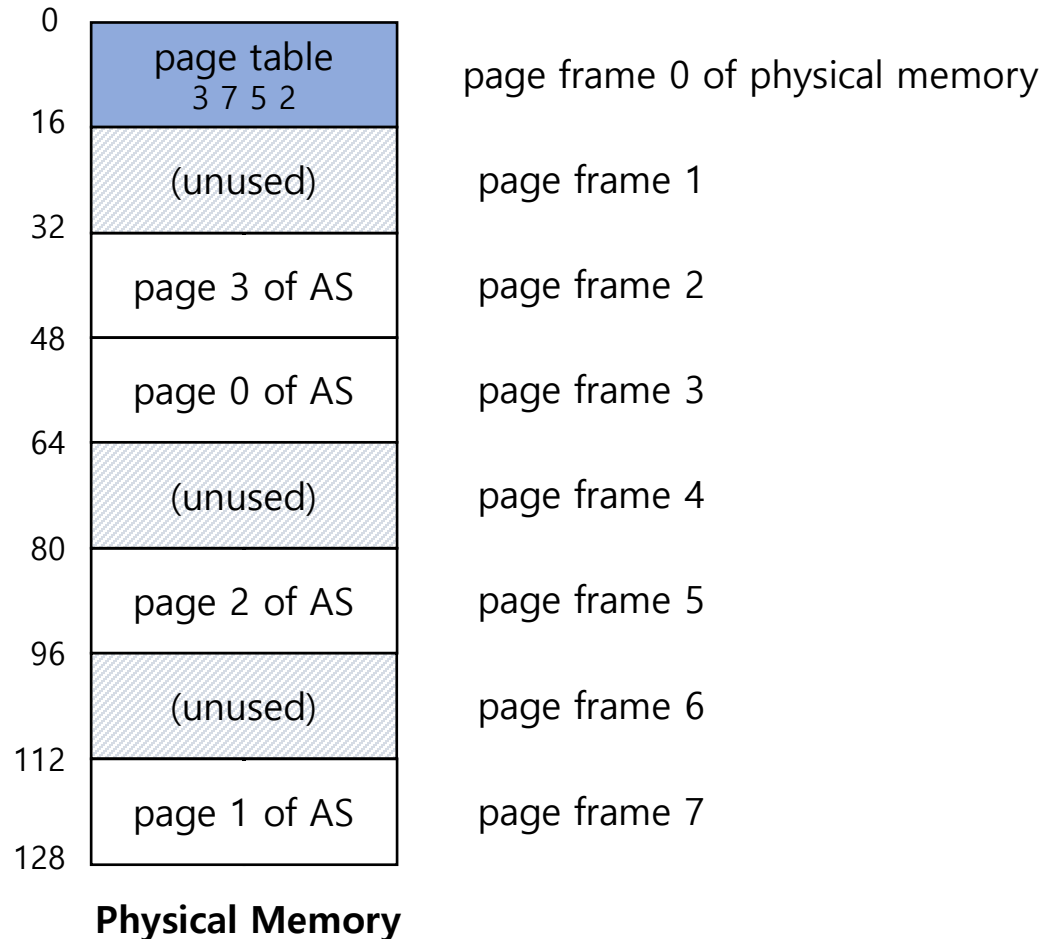 0
page table
3 7 5 2
page frame 0 of physical memory
16
(unused)
page frame 1
32
page 3 of AS
page frame 2
48
page 0 of AS
page frame 3
64
(unused)
page frame 4
80
page 2 of AS
page frame 5
96
(unused)
page frame 6
112
page 1 of AS
page frame 7
128
Physical Memory